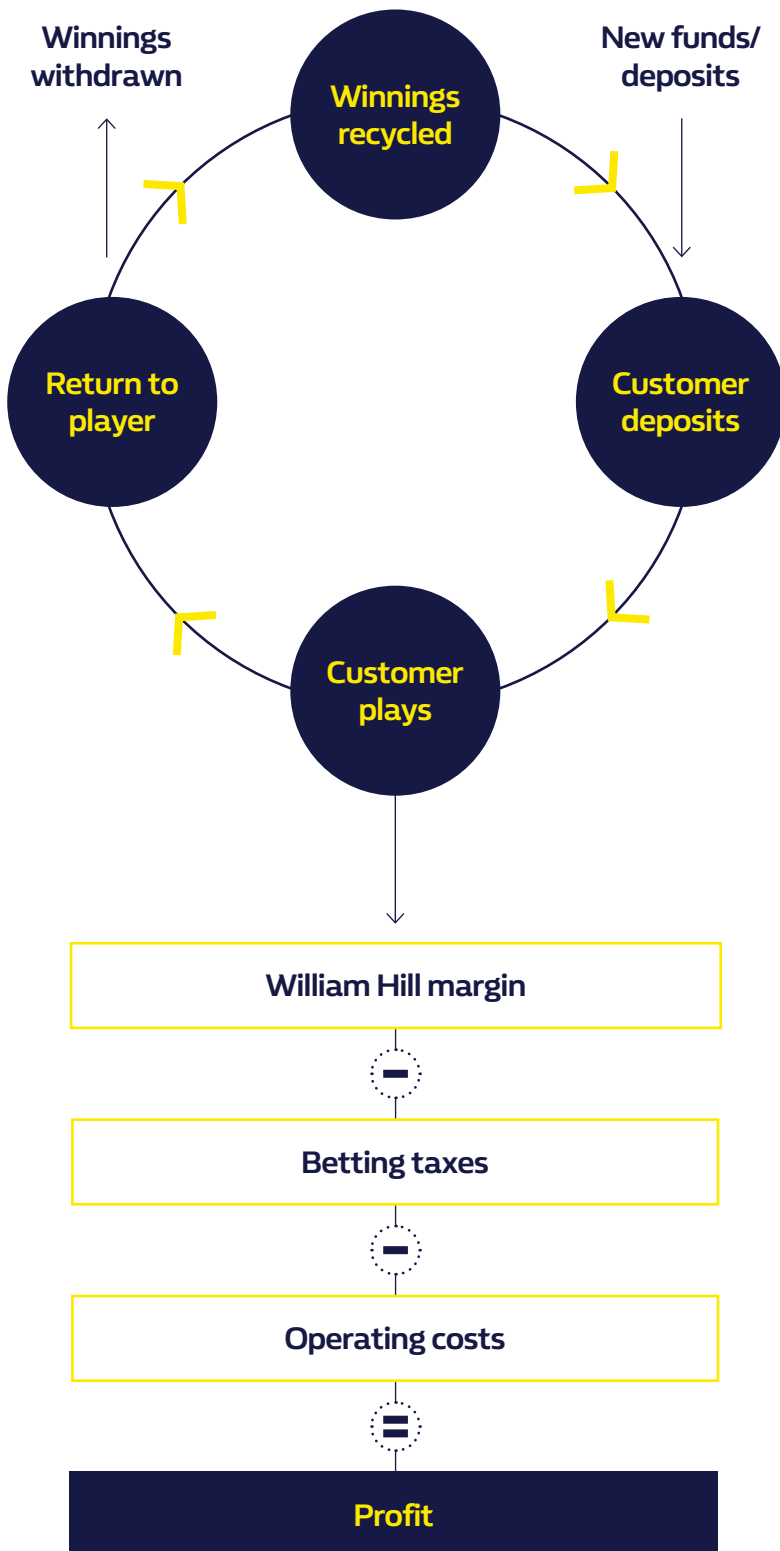 Winnings
withdrawn
New funds/
deposits
Winnings
recycled
Return to
player
Customer
deposits
Customer
plays
William Hill margin
Betting taxes
Operating costs
Profit